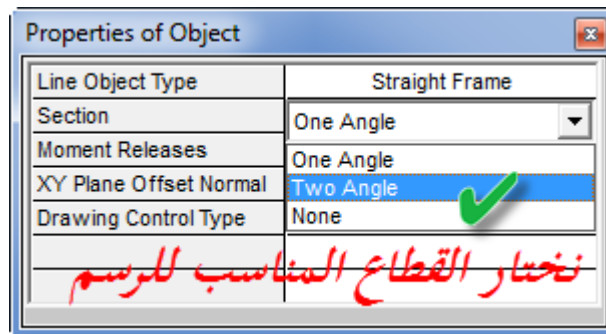 Properties of Object
Line Object Type Straight Frame
Section One Angle
Moment Releases One Angle
XY Plane Offset Normal Two Angle
Drawing Control Type None
نختار القطاع المناسب للرسم